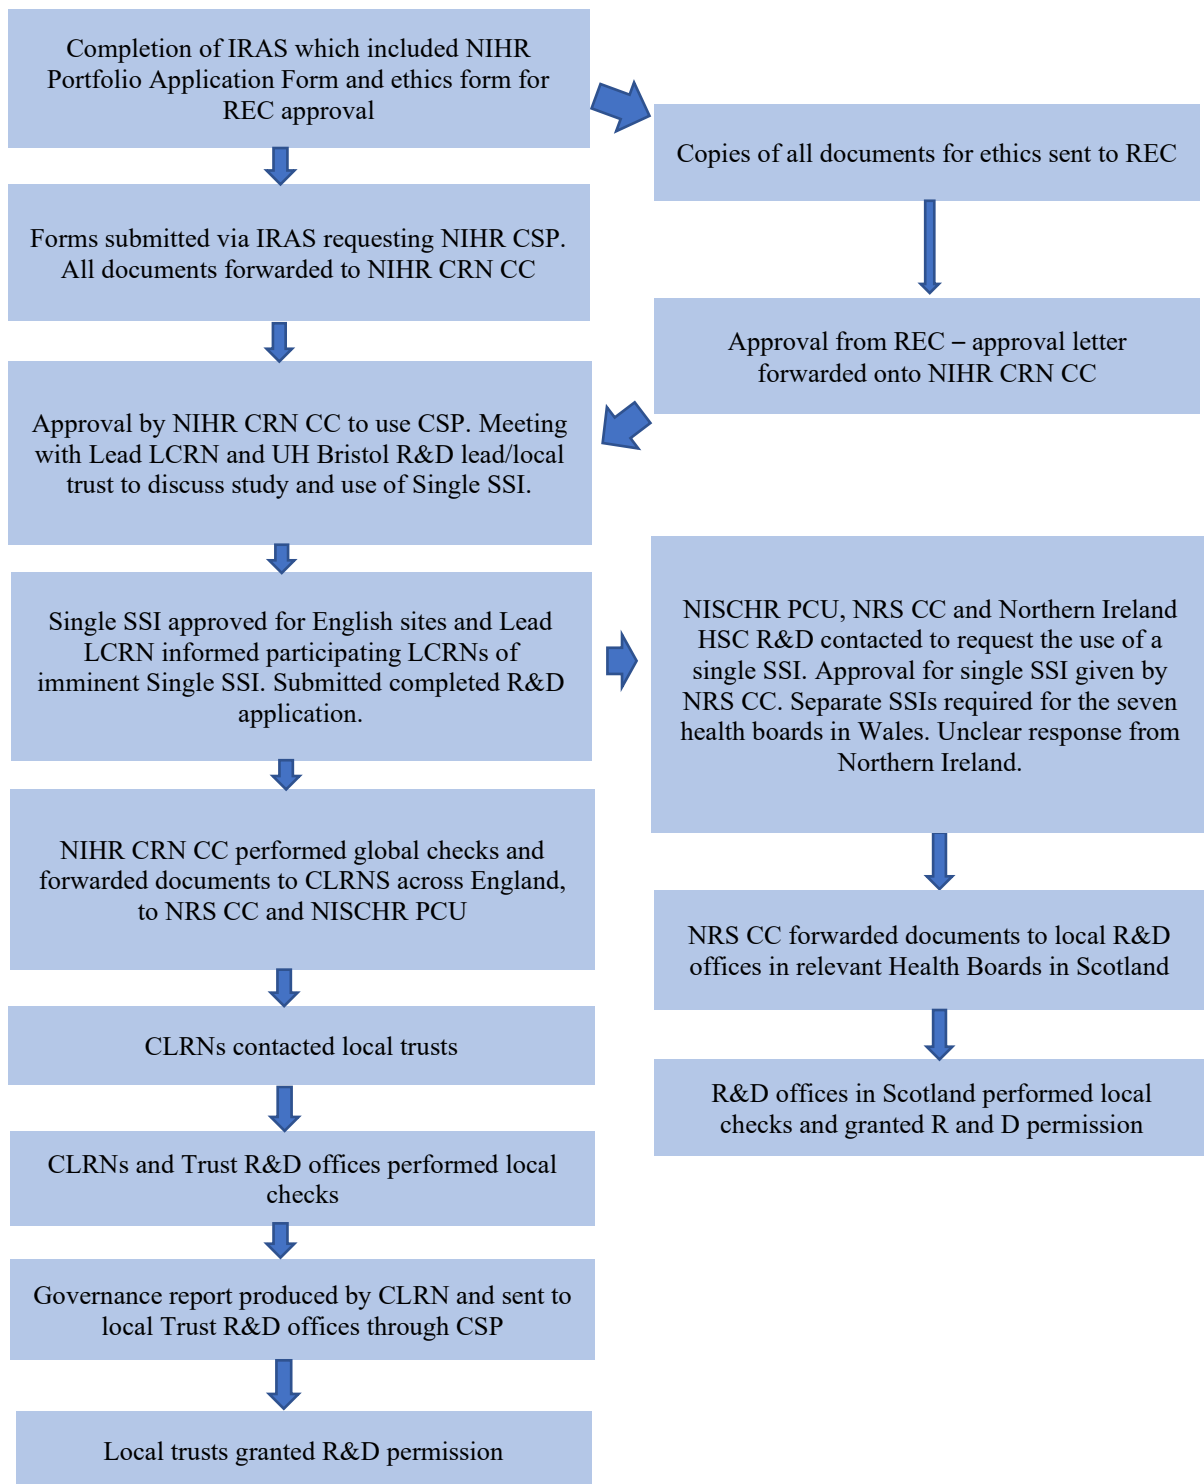 Completion of IRAS which included NIHR
Portfolio Application Form and ethics form for
REC approval
Copies of all documents for ethics sent to REC
Forms submitted via IRAS requesting NIHR CSP.
All documents forwarded to NIHR CRN CC
Approval from REC – approval letter
forwarded onto NIHR CRN CC
Approval by NIHR CRN CC to use CSP. Meeting
with Lead LCRN and UH Bristol R&D lead/local
trust to discuss study and use of Single SSI.
Single SSI approved for English sites and Lead
LCRN informed participating LCRNs of
imminent Single SSI. Submitted completed R&D
application.
NISCHR PCU, NRS CC and Northern Ireland
HSC R&D contacted to request the use of a
single SSI. Approval for single SSI given by
NRS CC. Separate SSIs required for the seven
health boards in Wales. Unclear response from
Northern Ireland.
NIHR CRN CC performed global checks and
forwarded documents to CLRNS across England,
to NRS CC and NISCHR PCU
NRS CC forwarded documents to local R&D
offices in relevant Health Boards in Scotland
CLRNs contacted local trusts
R&D offices in Scotland performed local
checks and granted R and D permission
CLRNs and Trust R&D offices performed local
checks
Governance report produced by CLRN and sent to
local Trust R&D offices through CSP
Local trusts granted R&D permission